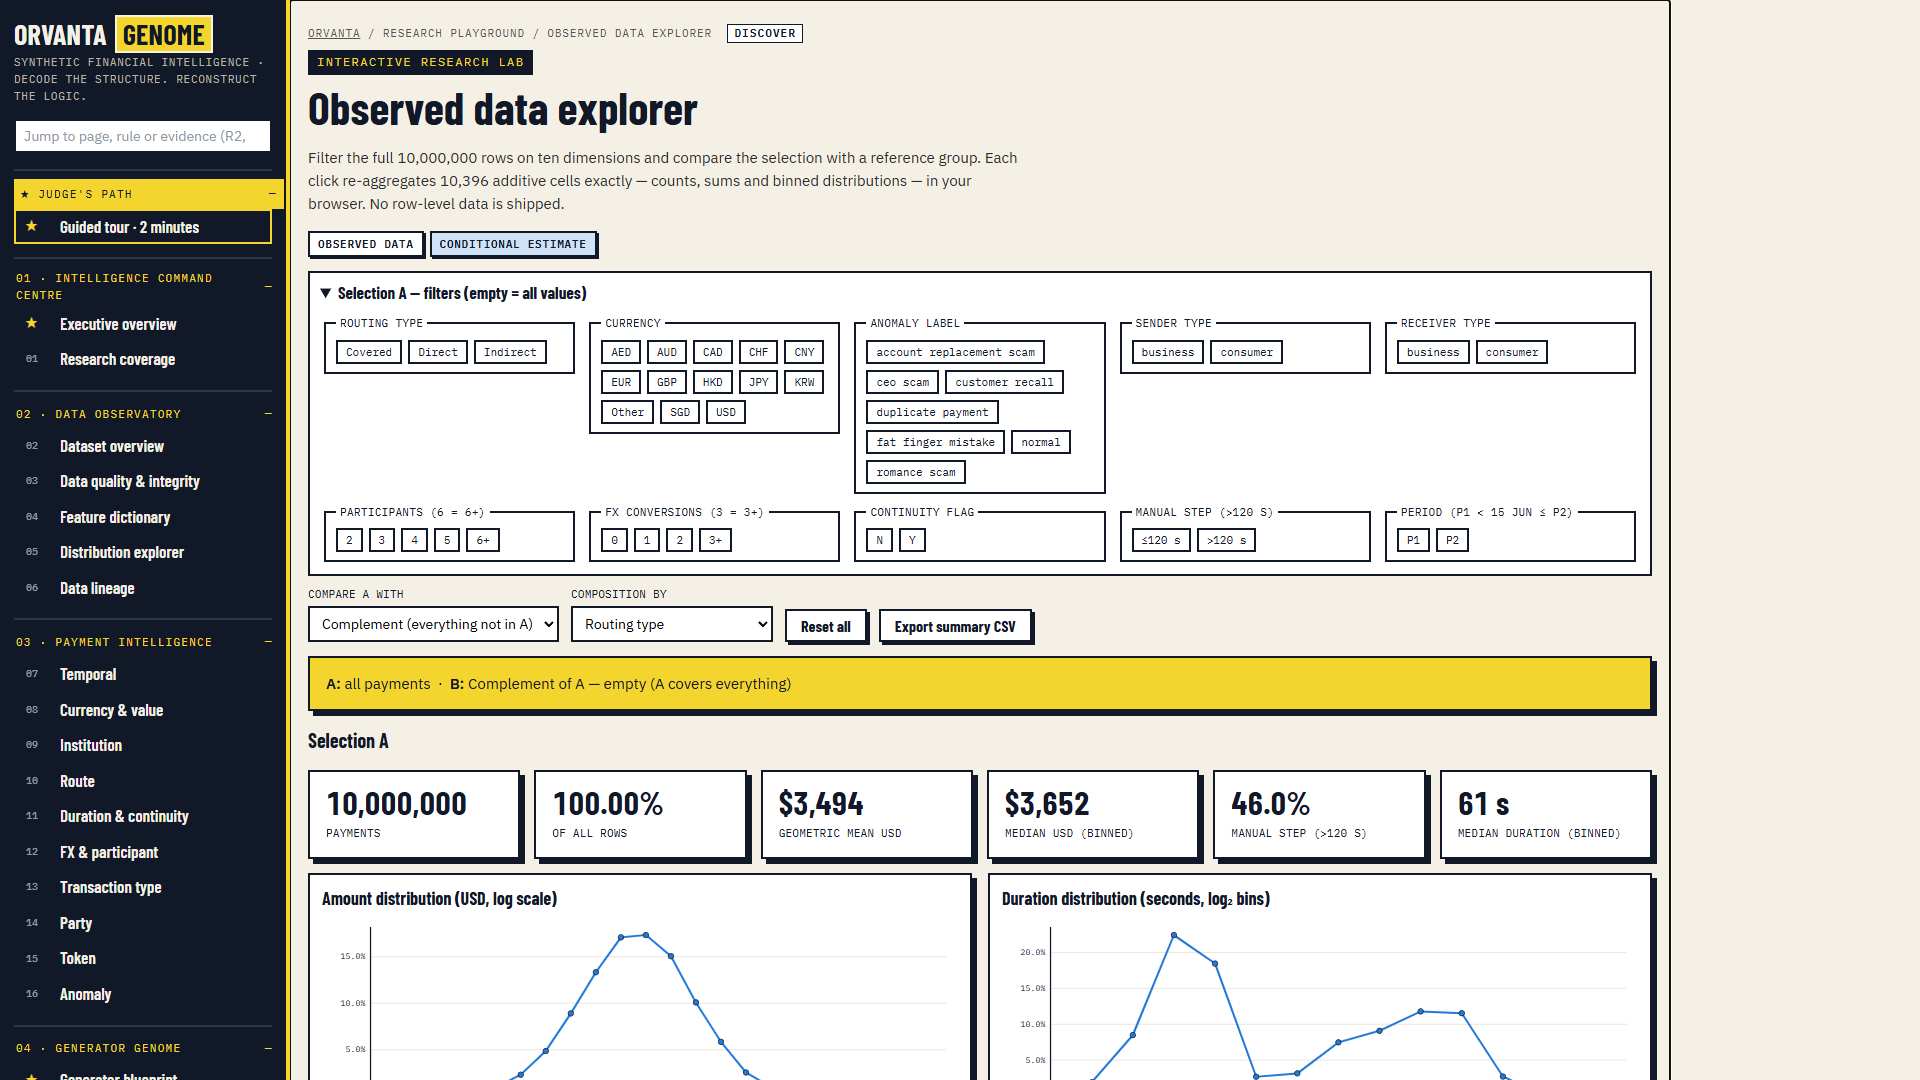 ORVANTA GENOME
SYNTHETIC FINANCIAL INTELLIGENCE ·
DECODE THE STRUCTURE. RECONSTRUCT
THE LOGIC.
Jump to page, rule or evidence (R2,
★ JUDGE'S PATH —
★ Guided tour · 2 minutes
01 · INTELLIGENCE COMMAND
CENTRE —
★ Executive overview
01 Research coverage
02 · DATA OBSERVATORY —
02 Dataset overview
03 Data quality & integrity
04 Feature dictionary
05 Distribution explorer
06 Data lineage
03 · PAYMENT INTELLIGENCE —
07 Temporal
08 Currency & value
09 Institution
10 Route
11 Duration & continuity
12 FX & participant
13 Transaction type
14 Party
15 Token
16 Anomaly
04 · GENERATOR GENOME —
★ Generator blueprint
ORVANTA / RESEARCH PLAYGROUND / OBSERVED DATA EXPLORER DISCOVER
INTERACTIVE RESEARCH LAB
Observed data explorer
Filter the full 10,000,000 rows on ten dimensions and compare the selection with a reference group. Each
click re-aggregates 10,396 additive cells exactly — counts, sums and binned distributions — in your
browser. No row-level data is shipped.
OBSERVED DATA CONDITIONAL ESTIMATE
▼ Selection A — filters (empty = all values)
ROUTING TYPE
Covered Direct Indirect
CURRENCY
AED AUD CAD CHF CNY
EUR GBP HKD JPY KRW
Other SGD USD
ANOMALY LABEL
account replacement scam
ceo scam customer recall
duplicate payment
fat finger mistake normal
romance scam
SENDER TYPE
business consumer
RECEIVER TYPE
business consumer
PARTICIPANTS (6 = 6+)
2 3 4 5 6+
FX CONVERSIONS (3 = 3+)
0 1 2 3+
CONTINUITY FLAG
N Y
MANUAL STEP (>120 S)
≤120 s >120 s
PERIOD (P1 < 15 JUN ≤ P2)
P1 P2
COMPARE A WITH
Complement (everything not in A)
COMPOSITION BY
Routing type
Reset all Export summary CSV
A: all payments · B: Complement of A — empty (A covers everything)
Selection A
10,000,000
PAYMENTS
100.00%
OF ALL ROWS
$3,494
GEOMETRIC MEAN USD
$3,652
MEDIAN USD (BINNED)
46.0%
MANUAL STEP (>120 S)
61 s
MEDIAN DURATION (BINNED)
Amount distribution (USD, log scale)
15.0%
10.0%
5.0%
Duration distribution (seconds, log₂ bins)
20.0%
15.0%
10.0%
5.0%